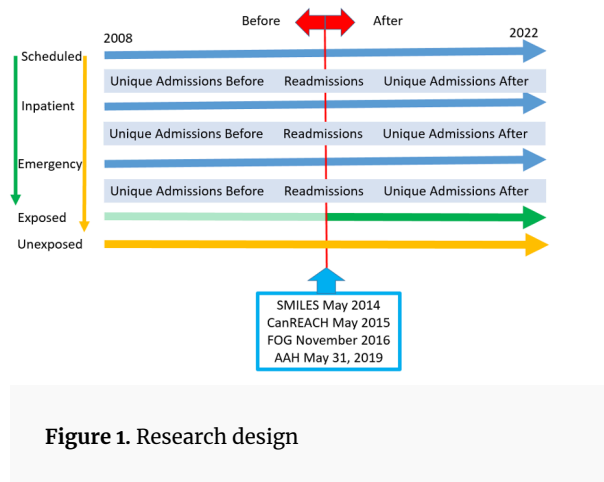 Before After
2008 2022
Scheduled
Unique Admissions Before Readmissions Unique Admissions After
Inpatient
Unique Admissions Before Readmissions Unique Admissions After
Emergency
Unique Admissions Before Readmissions Unique Admissions After
Exposed
Unexposed
SMILES May 2014
CanREACH May 2015
FOG November 2016
AAH May 31, 2019
Figure 1. Research design